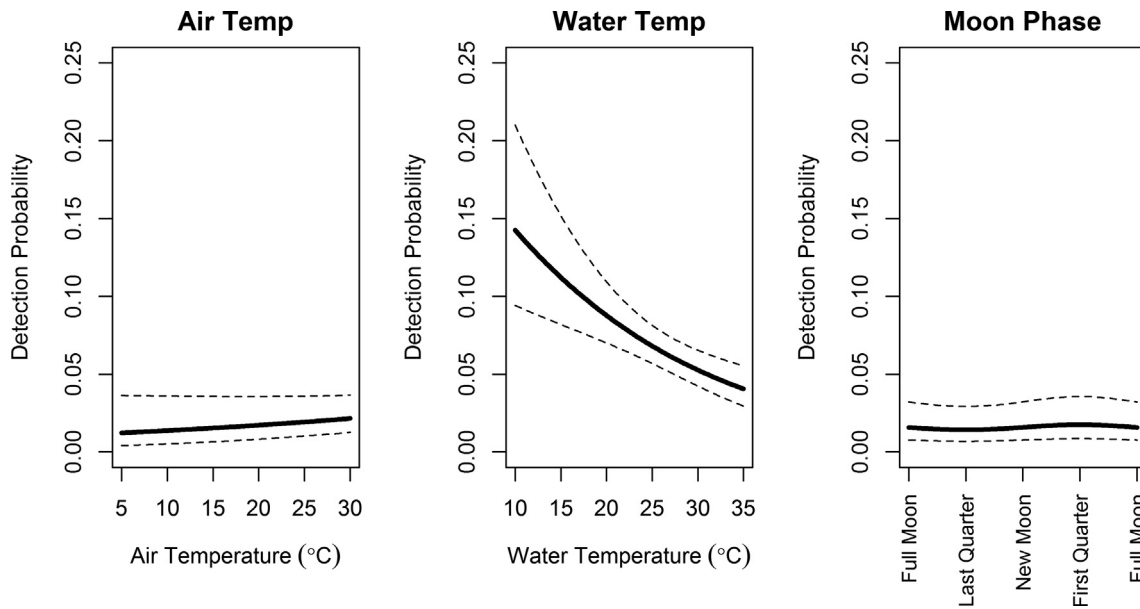 Air Temp
Detection Probability
0.25
0.20
0.15
0.10
0.05
0.00
5 10 15 20 25 30
Air Temperature (°C)
Water Temp
Detection Probability
0.25
0.20
0.15
0.10
0.05
0.00
10 15 20 25 30 35
Water Temperature (°C)
Moon Phase
Detection Probability
0.25
0.20
0.15
0.10
0.05
0.00
Full Moon
Last Quarter
New Moon
First Quarter
Full Moon